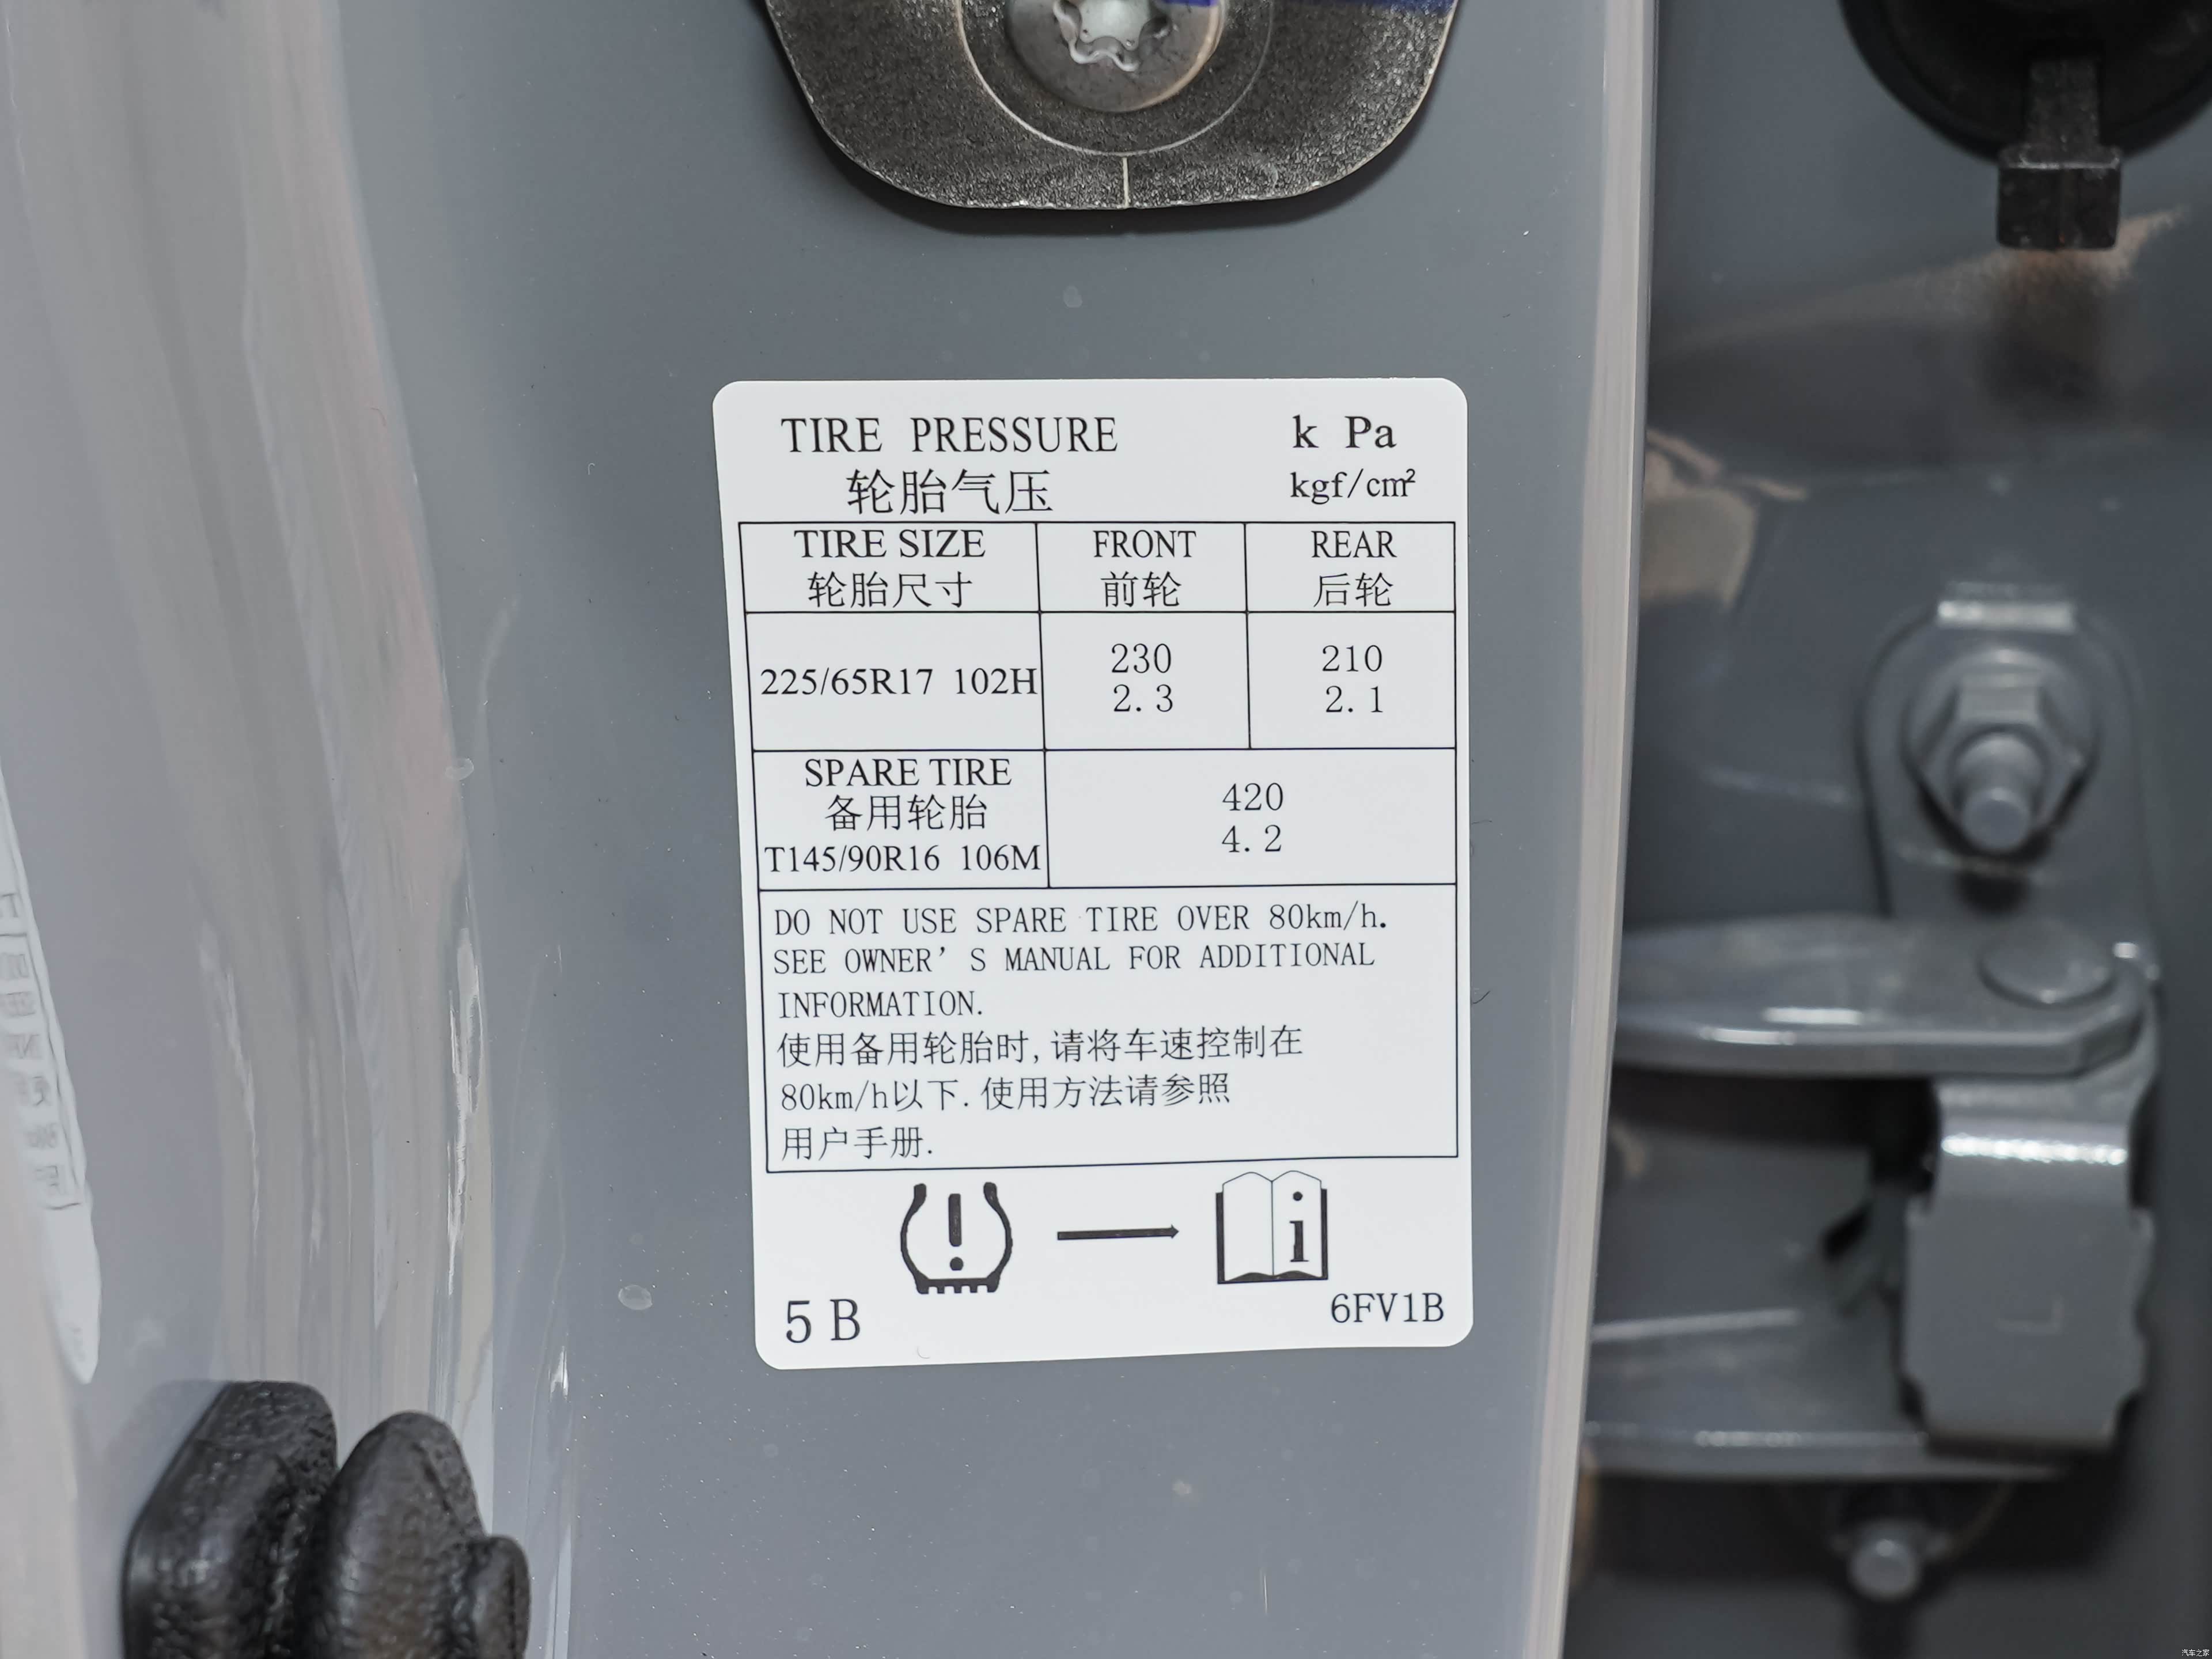 TIRE PRESSURE k Pa
轮胎气压 kgf/cm²
TIRE SIZE FRONT REAR
轮胎尺寸 前轮 后轮
225/65R17 102H
230 210
2.3 2.1
SPARE TIRE
备用轮胎
T145/90R16 106M
420
4.2
DO NOT USE SPARE TIRE OVER 80km/h.
SEE OWNER'S MANUAL FOR ADDITIONAL
INFORMATION.
使用备用轮胎时,请将车速控制在
80km/h以下.使用方法请参照
用户手册.
5B 6FV1B
汽车之家